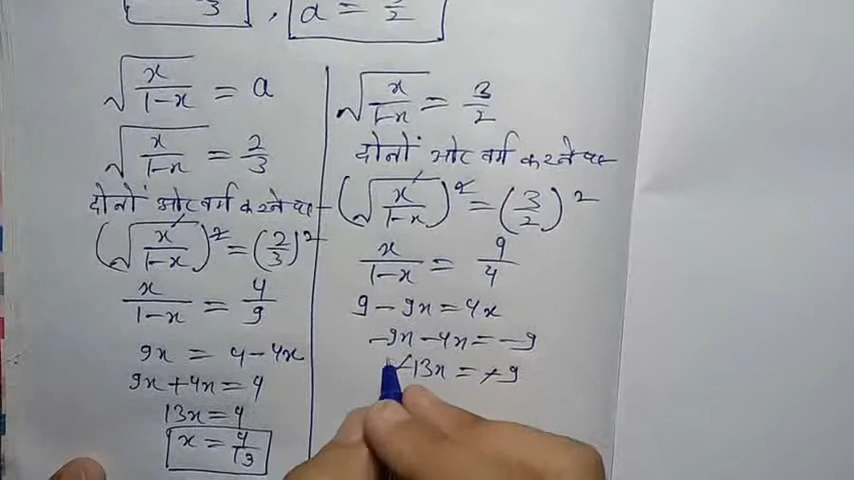 3 , a = 3/2
√(x/(1-x)) = a
√(x/(1-x)) = 2/3
दोनों ओर वर्ग करने पर
(√(x/(1-x)))² = (2/3)²
x/(1-x) = 4/9
9x = 4-4x
9x+4x = 4
13x = 4
x = 4/13
√(x/(1-x)) = 3/2
दोनों ओर वर्ग करने पर
(√(x/(1-x)))² = (3/2)²
x/(1-x) = 9/4
9-9x = 4x
-9x-4x = -9
-13x = -9